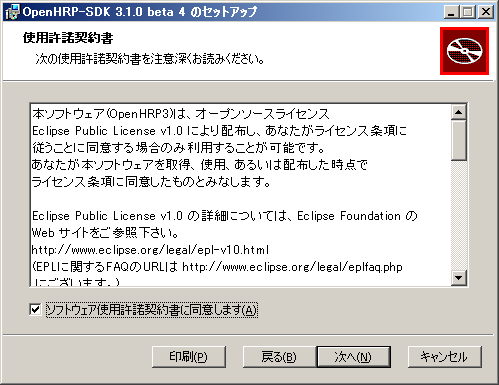 OpenHRP-SDK 3.1.0 beta 4 のセットアップ
使用許諾契約書
次の使用許諾契約書を注意深くお読みください。
本ソフトウェア(OpenHRP3)は、オープンソースライセンス
Eclipse Public License v1.0 により配布し、あなたがライセンス条項に
従うことに同意する場合のみ利用することが可能です。
あなたが本ソフトウェアを取得、使用、あるいは配布した時点で
ライセンス条項に同意したものとみなします。
Eclipse Public License v1.0 の詳細については、Eclipse Foundation の
Web サイトをご参照下さい。
http://www.eclipse.org/legal/epl-v10.html
(EPLに関するFAQのURLは http://www.eclipse.org/legal/eplfaq.php
にございます。)
ソフトウェア使用許諾契約書に同意します(A)
印刷(P)
戻る(B)
次へ(N)
キャンセル